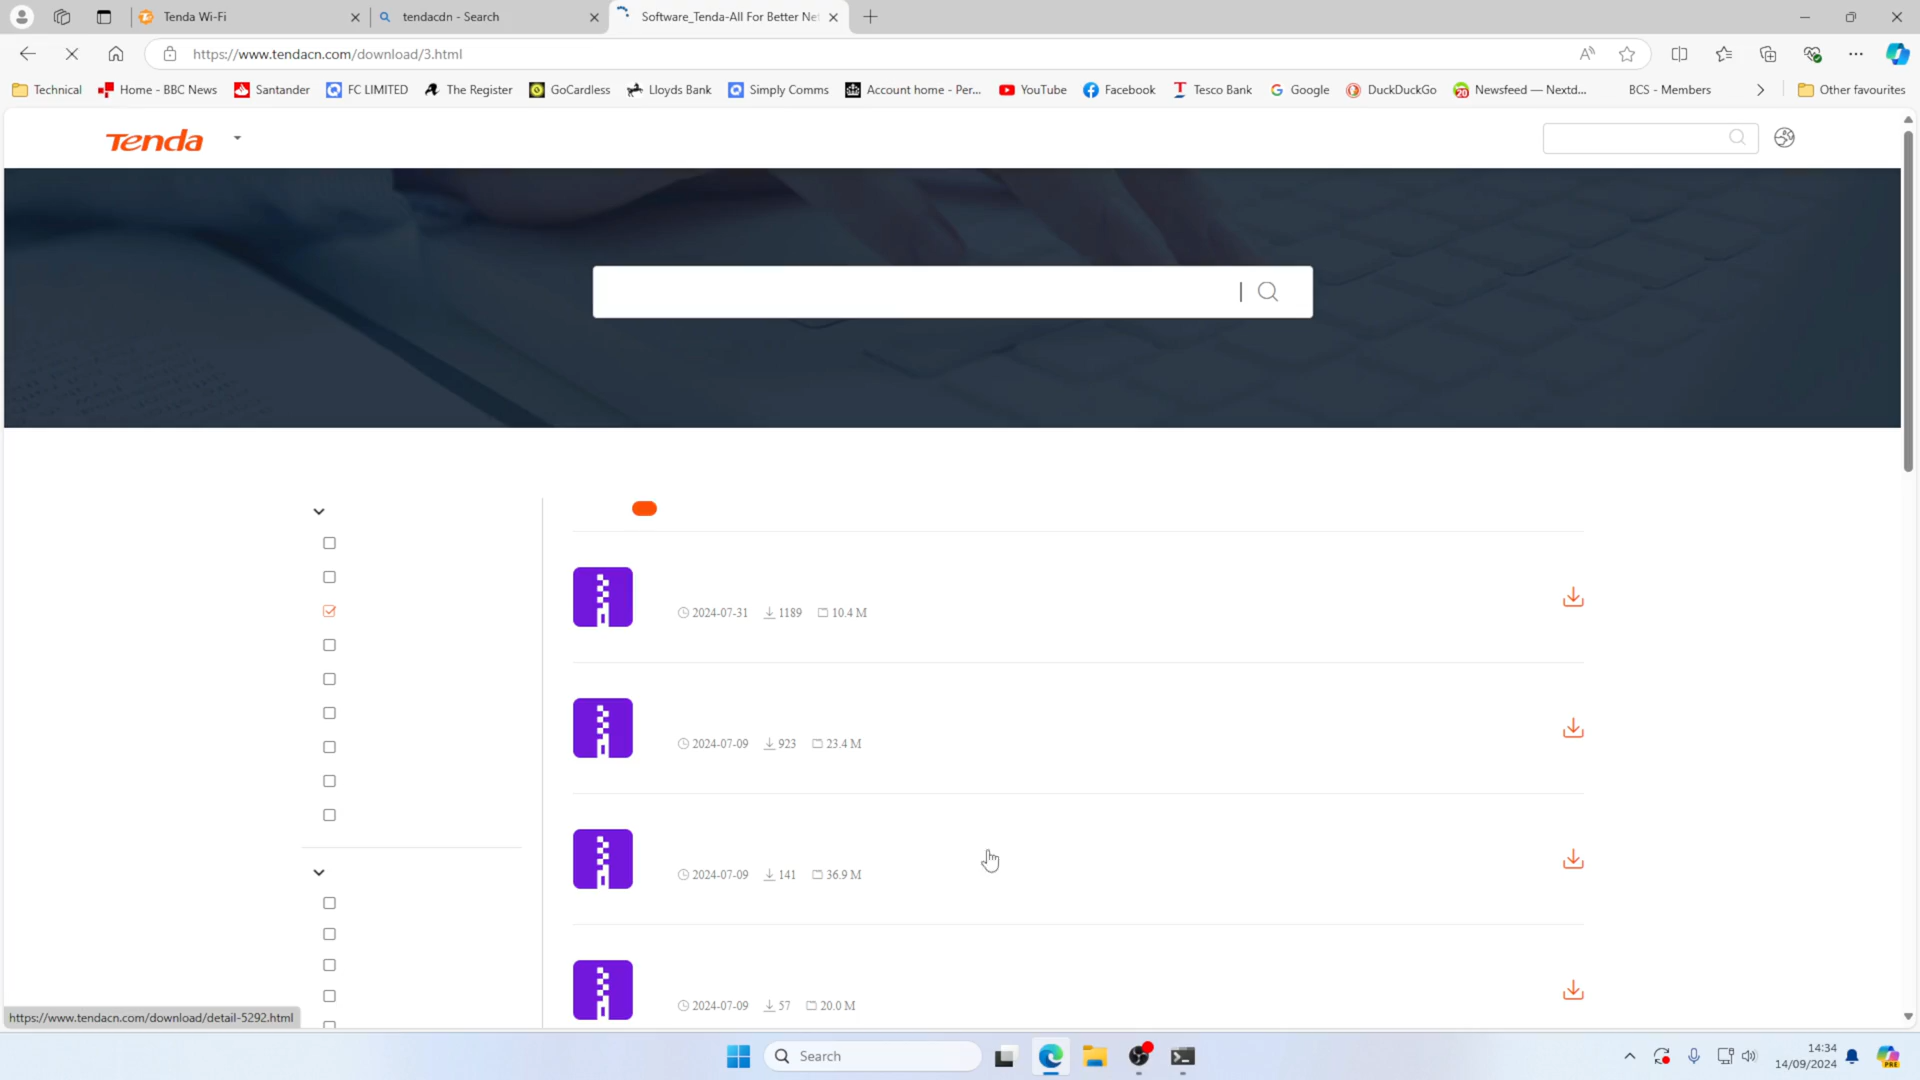 Tenda Wi-Fi
tendacdn - Search
Software_Tenda-All For Better Net
https://www.tendacn.com/download/3.html
Technical
Home - BBC News
Santander
FC LIMITED
The Register
GoCardless
Lloyds Bank
Simply Comms
Account home - Per...
YouTube
Facebook
Tesco Bank
Google
DuckDuckGo
Newsfeed — Nextd...
BCS - Members
Other favourites
Tenda
2024-07-31 1189 10.4 M
2024-07-09 923 23.4 M
2024-07-09 141 36.9 M
2024-07-09 57 20.0 M
https://www.tendacn.com/download/detail-5292.html
Search
14:34
14/09/2024
PRE